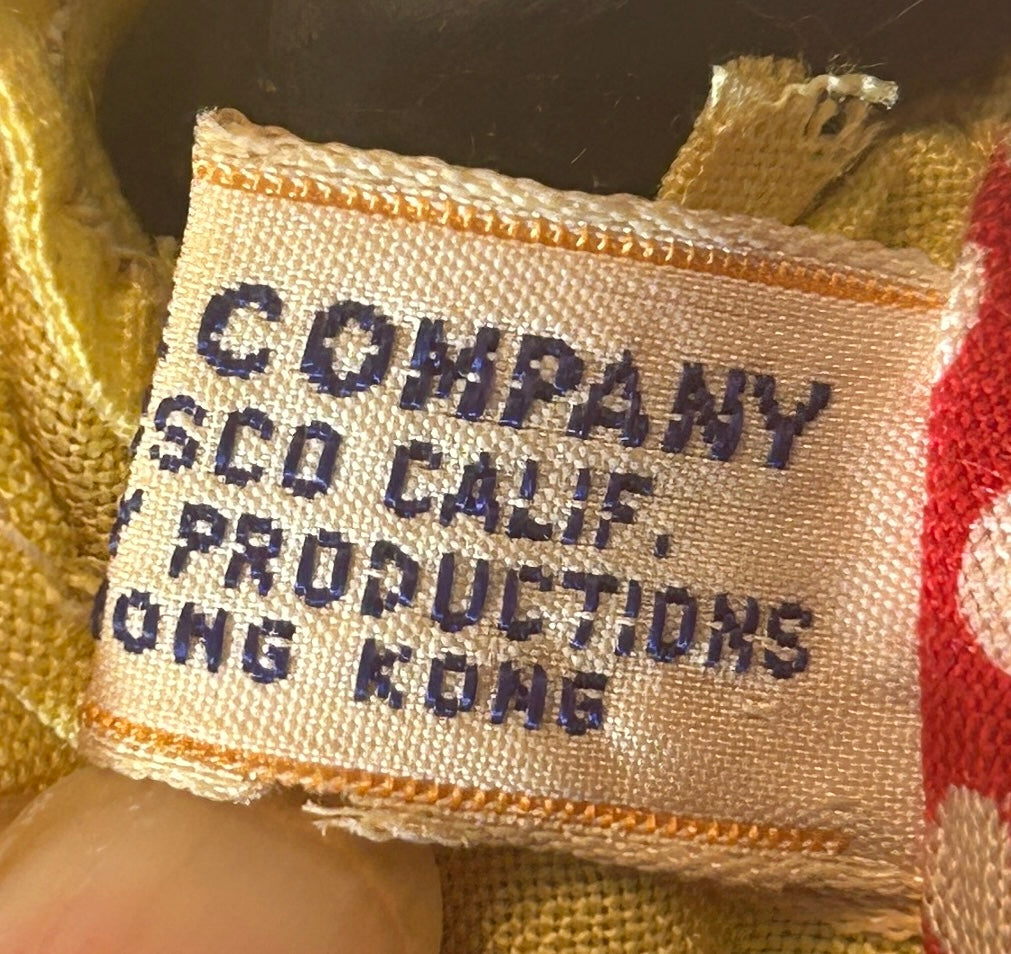 COMPANY
SCO CALIF.
Y PRODUCTIONS
ONG KONG